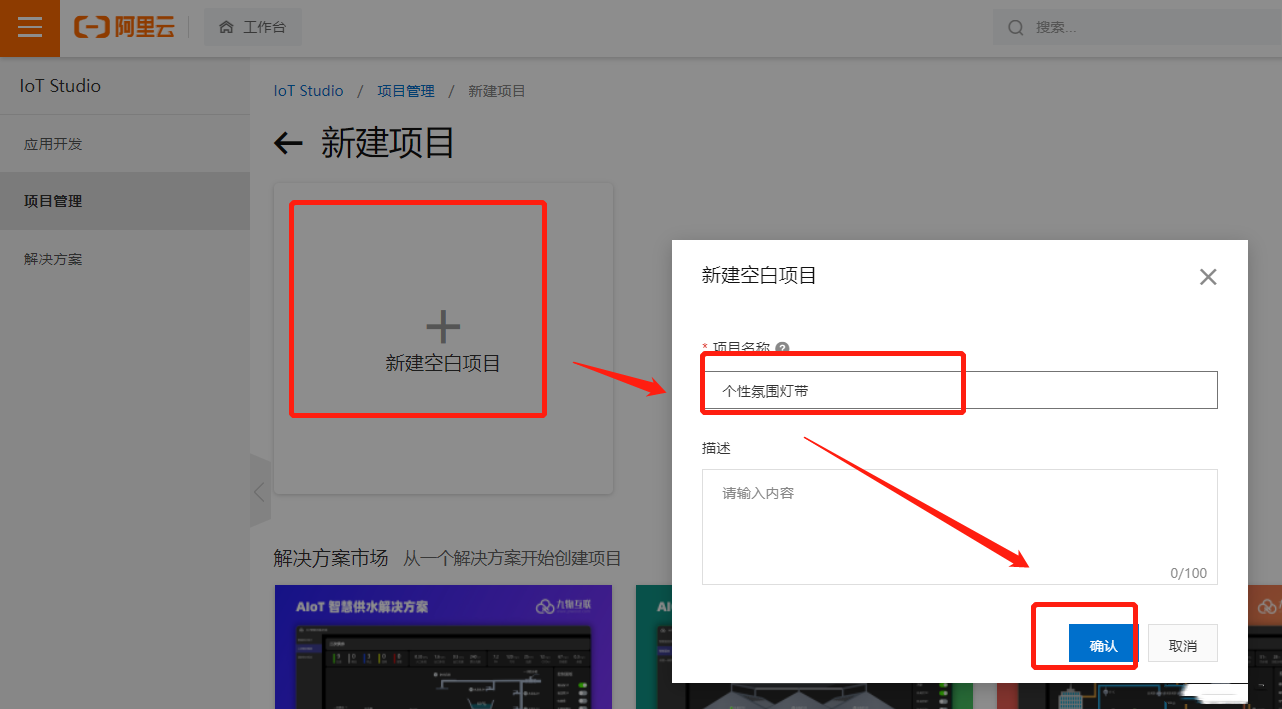 阿里云
工作台
搜索...
IoT Studio
应用开发
项目管理
解决方案
IoT Studio / 项目管理 / 新建项目
新建项目
新建空白项目
新建空白项目
* 项目名称
个性氛围灯带
描述
请输入内容
0/100
确认
取消
解决方案市场 从一个解决方案开始创建项目
AIoT 智慧供水解决方案